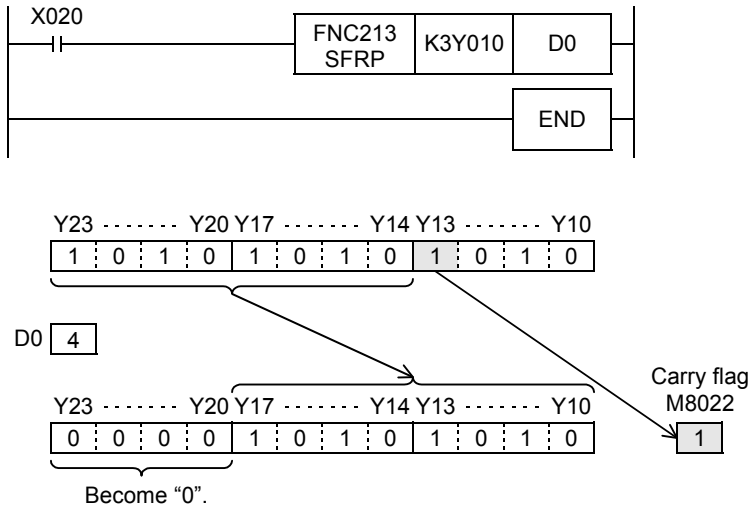 X020
FNC213
SFRP
K3Y010
D0
END
Y23 ------- Y20 Y17 ------- Y14 Y13 ------- Y10
1 0 1 0 1 0 1 0 1 0 1 0
D0 4
Carry flag
M8022
Y23 ------- Y20 Y17 ------- Y14 Y13 ------- Y10
0 0 0 0 1 0 1 0 1 0 1 0
1
Become “0”.